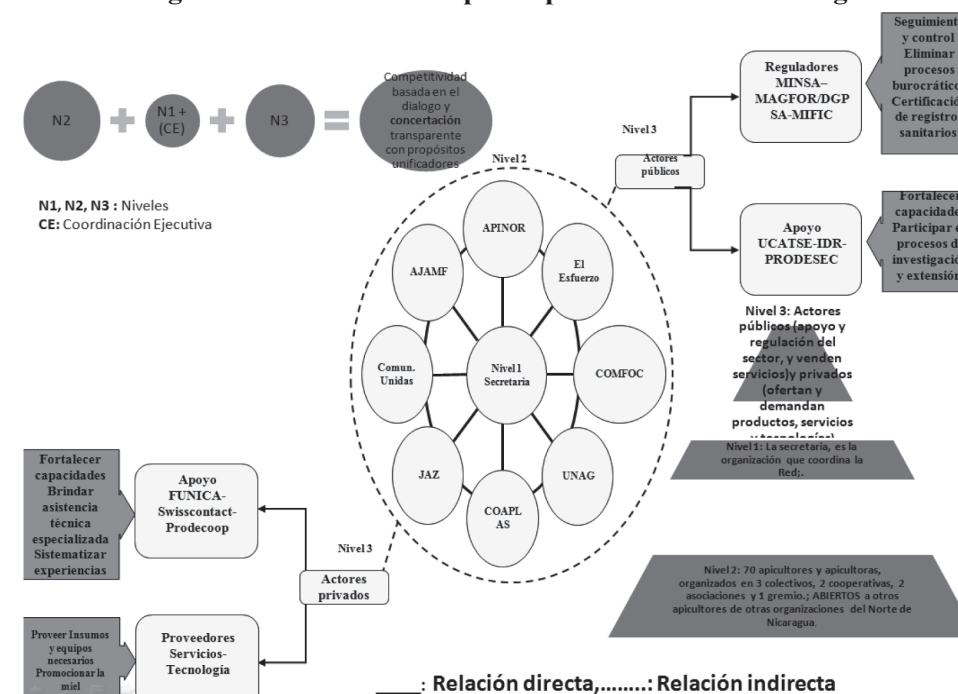 N2
N1 +
(CE)
N3
Competitividad
basada en el
dialogo y
concertación
transparente
con propósitos
unificadores
N1, N2, N3 : Niveles
CE: Coordinación Ejecutiva
Nivel 2
APINOR
El
Esfuerzo
COMFOC
UNAG
COAPL
AS
JAZ
Comun.
Unidas
AJAMF
Nivel 1
Secretaria
Nivel 3
Actores
públicos
Reguladores
MINSA–
MAGFOR/DGP
SA-MIFIC
Seguimient
y control
Eliminar
procesos
burocrático
Certificació
de registro
sanitarios
Apoyo
UCATSE-IDR-
PRODESEC
Fortalecer
capacidade
Participar e
procesos d
investigació
y extensión
Nivel 3: Actores
públicos (apoyo y
regulación del
sector, y venden
servicios)y privados
(ofertan y
demandan
productos, servicios
y tecnologías)
Nivel 1: La secretaria, es la
organización que coordina la
Red;.
Nivel 2: 70 apicultores y apicultoras,
organizados en 3 colectivos, 2 cooperativas, 2
asociaciones y 1 gremio.; ABIERTOS a otros
apicultores de otras organizaciones del Norte de
Nicaragua.
Fortalecer
capacidades
Brindar
asistencia
técnica
especializada
Sistematizar
experiencias
Apoyo
FUNICA-
Swisscontact-
Prodecoop
Nivel 3
Actores
privados
Proveer Insumos
y equipos
necesarios
Promocionar la
miel
Proveedores
Servicios-
Tecnología
____: Relación directa,........: Relación indirecta